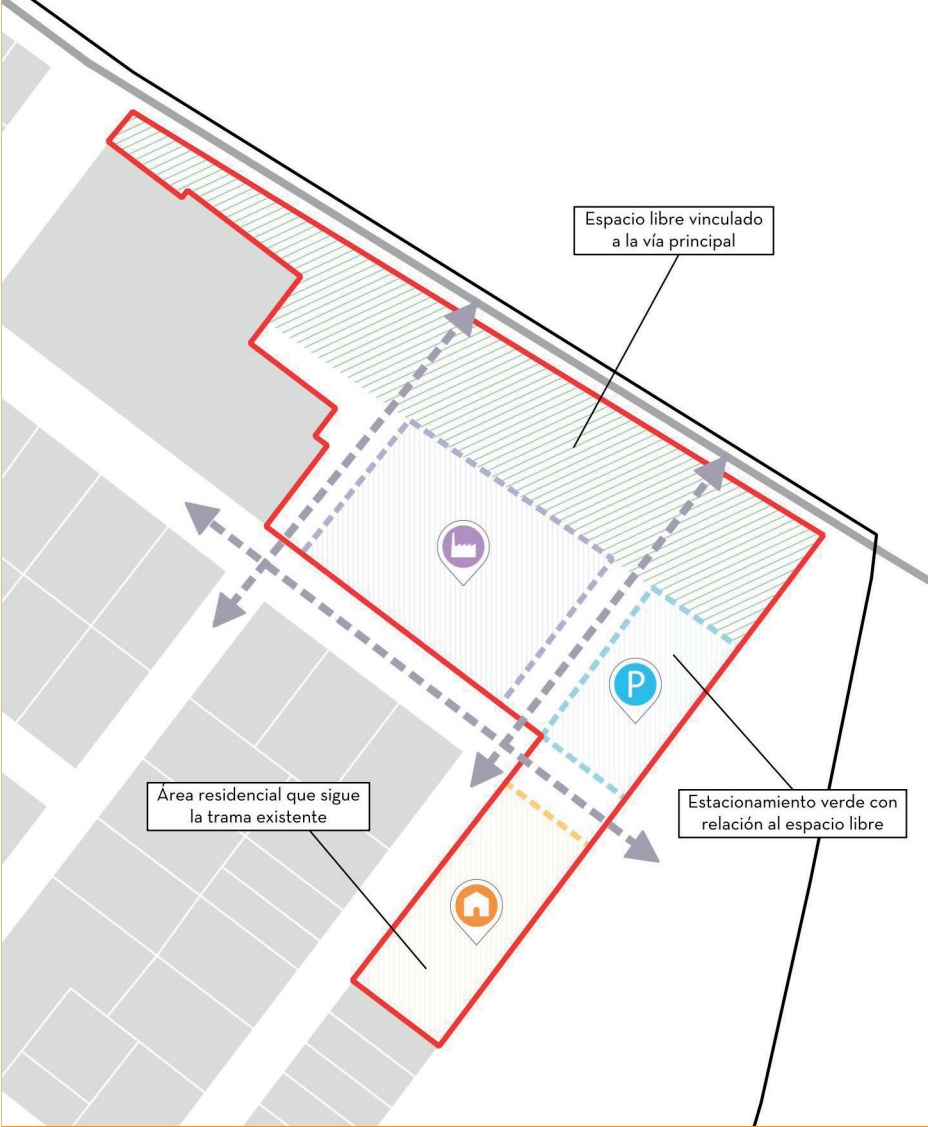 Espacio libre vinculado
a la vía principal
P
Área residencial que sigue
la trama existente
Estacionamiento verde con
relación al espacio libre